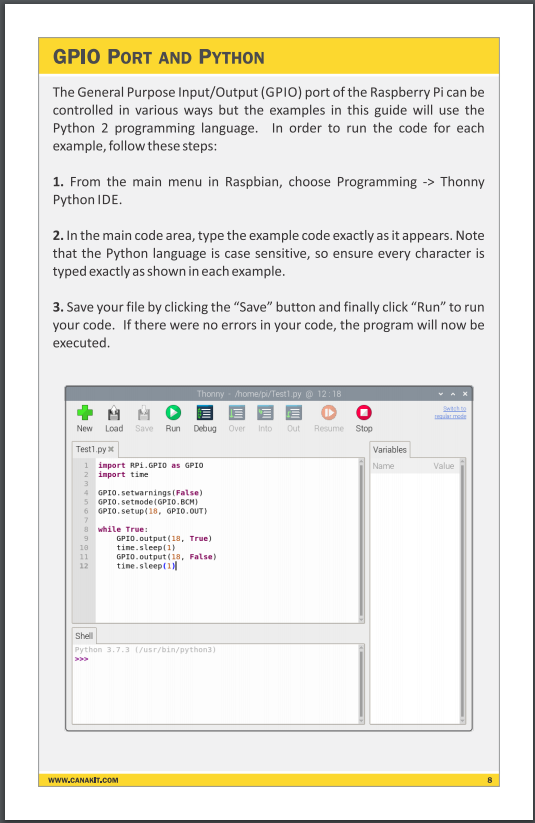 GPIO PORT AND PYTHON
The General Purpose Input/Output (GPIO) port of the Raspberry Pi can be
controlled in various ways but the examples in this guide will use the
Python 2 programming language. In order to run the code for each
example, follow these steps:
1. From the main menu in Raspbian, choose Programming -> Thonny
Python IDE.
2. In the main code area, type the example code exactly as it appears. Note
that the Python language is case sensitive, so ensure every character is
typed exactly as shown in each example.
3. Save your file by clicking the “Save” button and finally click “Run” to run
your code. If there were no errors in your code, the program will now be
executed.
Thonny - /home/pi/Test1.py @ 12:18
New Load Save Run Debug Over Into Out Resume Stop
Switch to
regular mode
Test1.py
1 import RPi.GPIO as GPIO
2 import time
3
4 GPIO.setwarnings(False)
5 GPIO.setmode(GPIO.BCM)
6 GPIO.setup(18, GPIO.OUT)
7
8 while True:
9 GPIO.output(18, True)
10 time.sleep(1)
11 GPIO.output(18, False)
12 time.sleep(1)
Variables
Name Value
Shell
Python 3.7.3 (/usr/bin/python3)
>>>
WWW.CANAKIT.COM 8